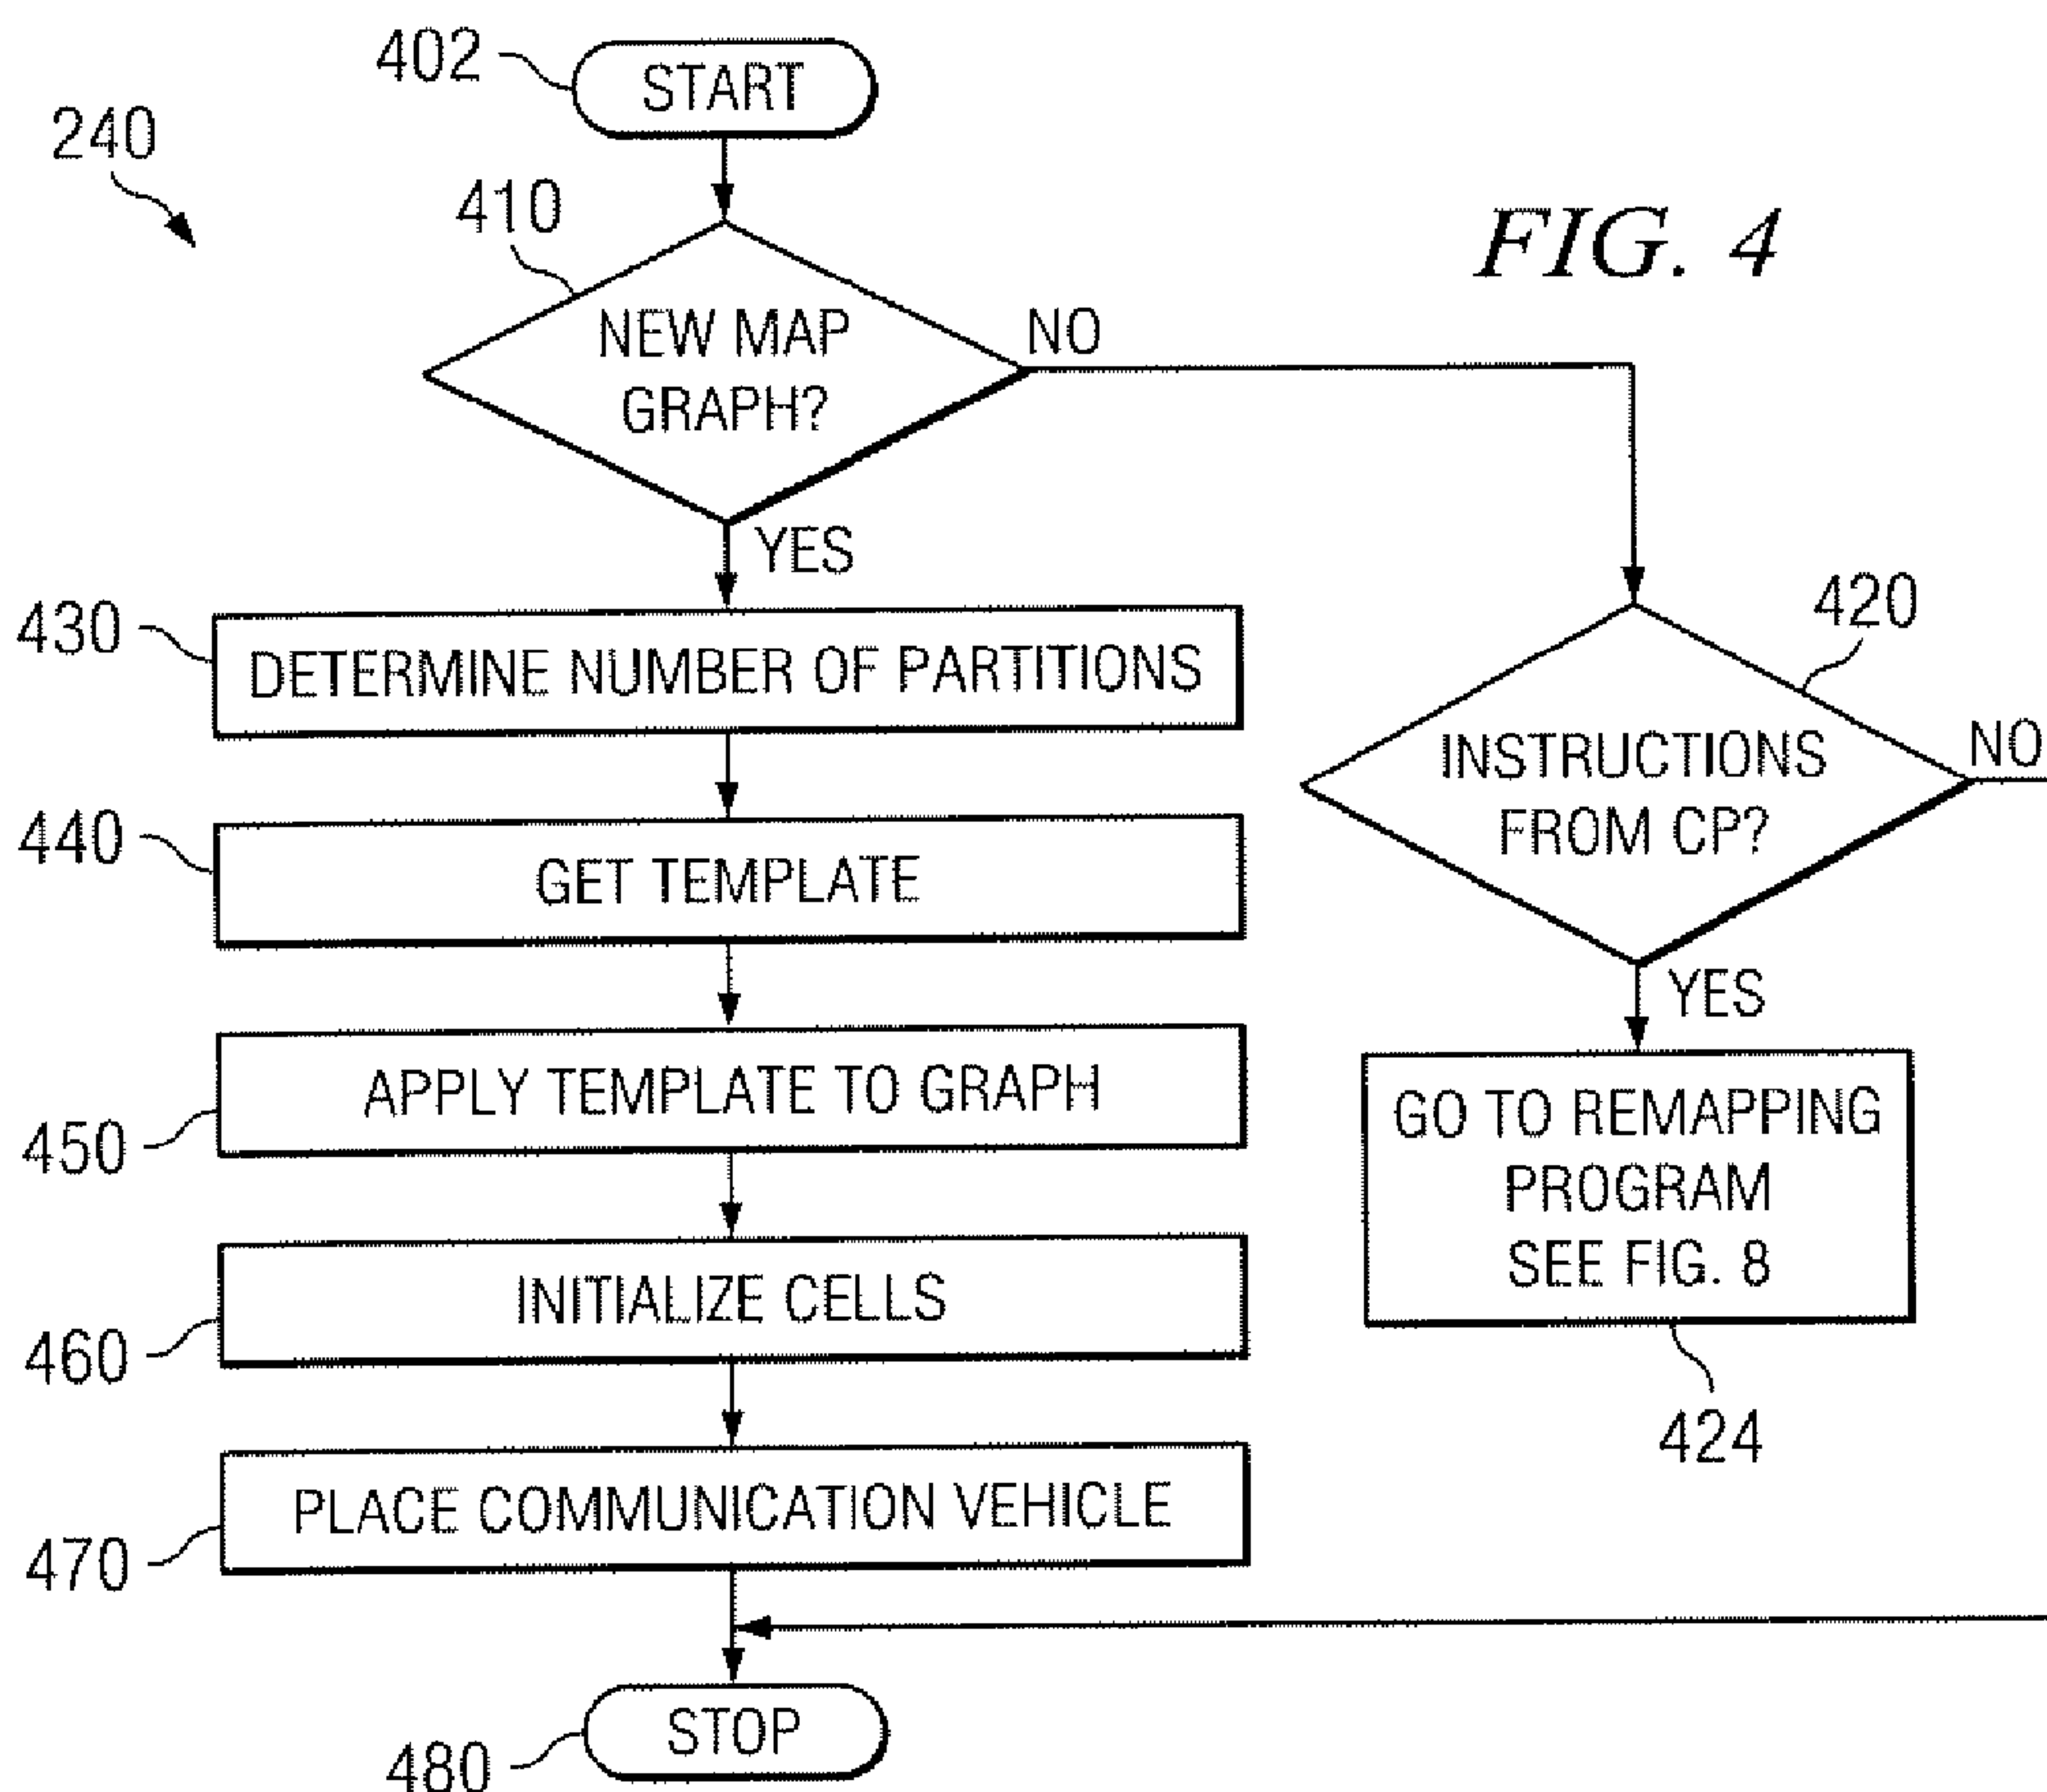 402
START
240
410
FIG. 4
NEW MAP
GRAPH?
NO
YES
430
DETERMINE NUMBER OF PARTITIONS
420
INSTRUCTIONS
FROM CP?
NO
440
GET TEMPLATE
YES
450
APPLY TEMPLATE TO GRAPH
GO TO REMAPPING
PROGRAM
SEE FIG. 8
424
460
INITIALIZE CELLS
470
PLACE COMMUNICATION VEHICLE
480
STOP